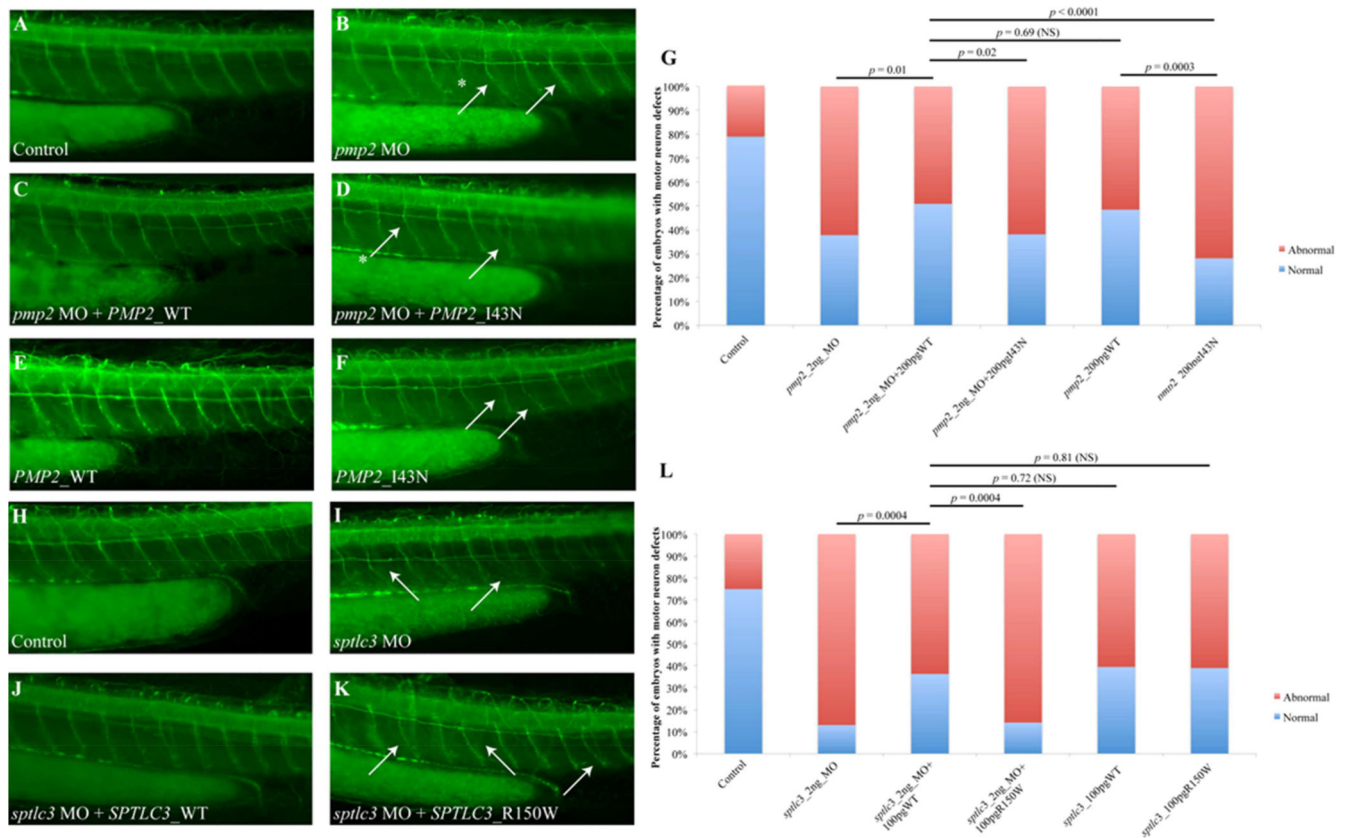 A
Control
B
*
pmp2 MO
C
pmp2 MO + PMP2_WT
D
*
pmp2 MO + PMP2_I43N
E
PMP2_WT
F
PMP2_I43N
H
Control
I
sptlc3 MO
J
sptlc3 MO + SPTLC3_WT
K
sptlc3 MO + SPTLC3_R150W
G
p < 0.0001
p = 0.69 (NS)
p = 0.02
p = 0.01
p = 0.0003
Percentage of embryos with motor neuron defects
100%
90%
80%
70%
60%
50%
40%
30%
20%
10%
0%
Control
pmp2_2ng_MO
pmp2_2ng_MO+200pgWT
pmp2_2ng_MO+200pgI43N
pmp2_200pgWT
pmp2_200ngI43N
Abnormal
Normal
L
p = 0.81 (NS)
p = 0.72 (NS)
p = 0.0004
p = 0.0004
Percentage of embryos with motor neuron defects
100%
90%
80%
70%
60%
50%
40%
30%
20%
10%
0%
Control
sptlc3_2ng_MO
sptlc3_2ng_MO+
100pgWT
sptlc3_2ng_MO+
100pgR150W
sptlc3_100pgWT
sptlc3_100pgR150W
Abnormal
Normal